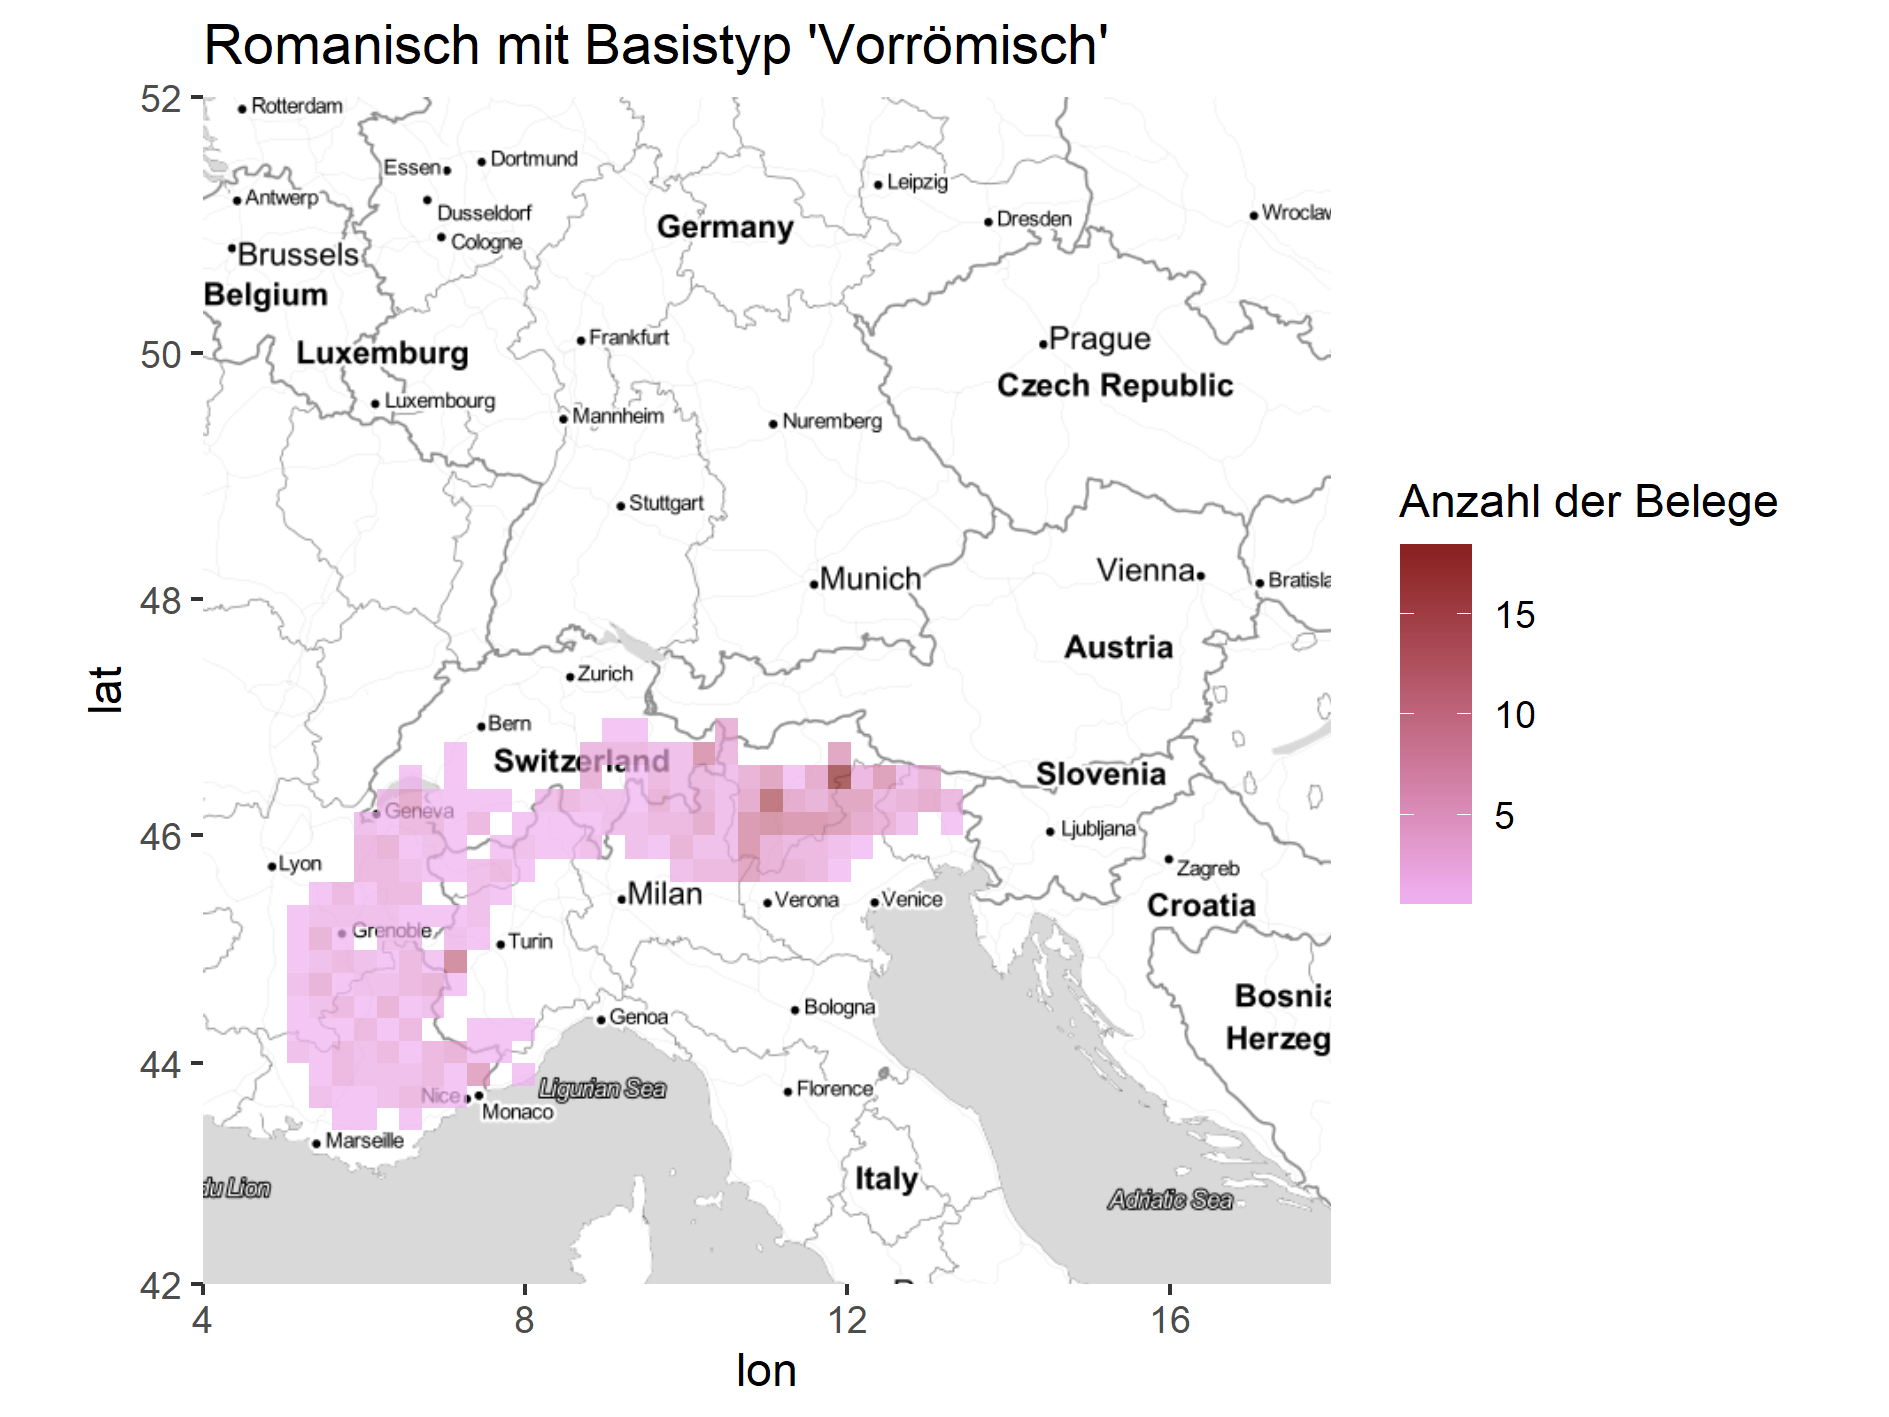 Romanisch mit Basistyp 'Vorrömisch'
52
Rotterdam
Essen
Dortmund
Leipzig
Antwerp
Dusseldorf
Wroclaw
Germany
Dresden
Cologne
Brussels
Belgium
Frankfurt
Prague
50
Luxemburg
Czech Republic
Luxembourg
Mannheim
Nuremberg
Stuttgart
Anzahl der Belege
Munich
Vienna
Bratisla
48
15
Austria
lat
Zurich
10
Bern
Switzerland
Slovenia
5
Geneva
46
Ljubljana
Lyon
Zagreb
Milan
Verona
Venice
Croatia
Grenoble
Turin
Bosnia
Bologna
Genoa
Herzeg
44
Ligurian Sea
Florence
Nice
Monaco
Marseille
Italy
du Lion
Adriatic Sea
42
4
8
12
16
lon